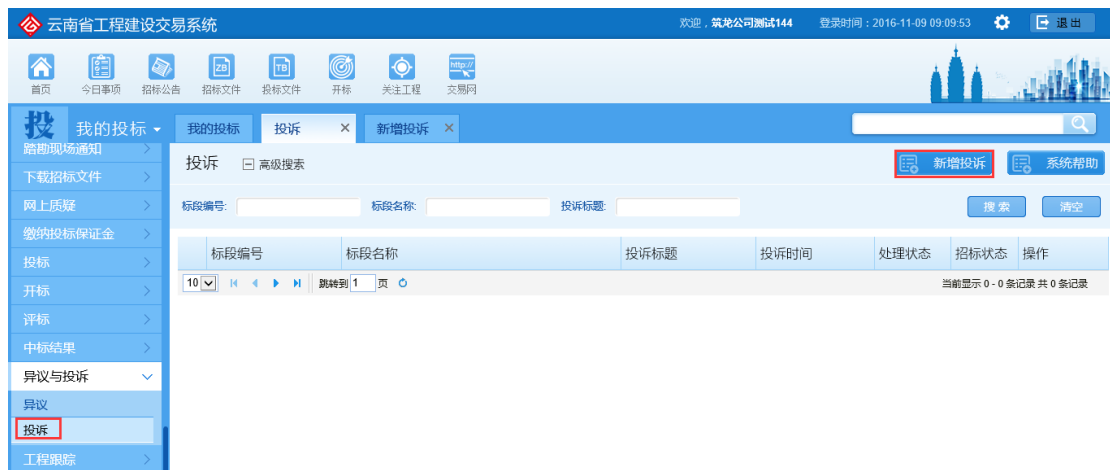 云南省工程建设交易系统 欢迎，筑龙公司测试144 登录时间：2016-11-09 09:09:53 退出
ZB TB http://
首页 今日事项 招标公告 招标文件 投标文件 开标 关注工程 交易网
投 我的投标 我的投标 投诉 × 新增投诉 ×
踏勘现场通知
投诉 高级搜索 新增投诉 系统帮助
下载招标文件
网上质疑
标段编号: 标段名称: 投诉标题: 搜索 清空
缴纳投标保证金
标段编号 标段名称 投诉标题 投诉时间 处理状态 招标状态 操作
投标
10 跳转到 1 页 当前显示 0 - 0 条记录 共 0 条记录
开标
评标
中标结果
异议与投诉
异议
投诉
工程跟踪